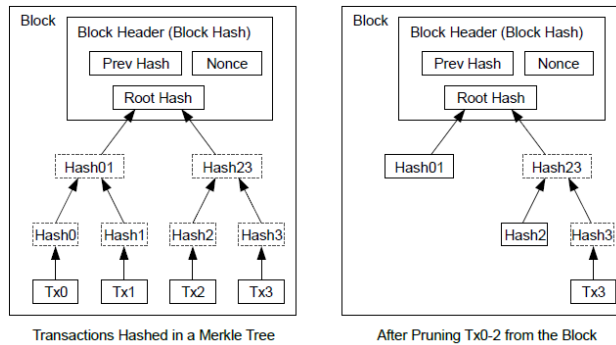 Block
Block Header (Block Hash)
Prev Hash
Nonce
Root Hash
Hash01
Hash23
Hash0
Hash1
Hash2
Hash3
Tx0
Tx1
Tx2
Tx3
Transactions Hashed in a Merkle Tree
Block
Block Header (Block Hash)
Prev Hash
Nonce
Root Hash
Hash01
Hash23
Hash2
Hash3
Tx3
After Pruning Tx0-2 from the Block